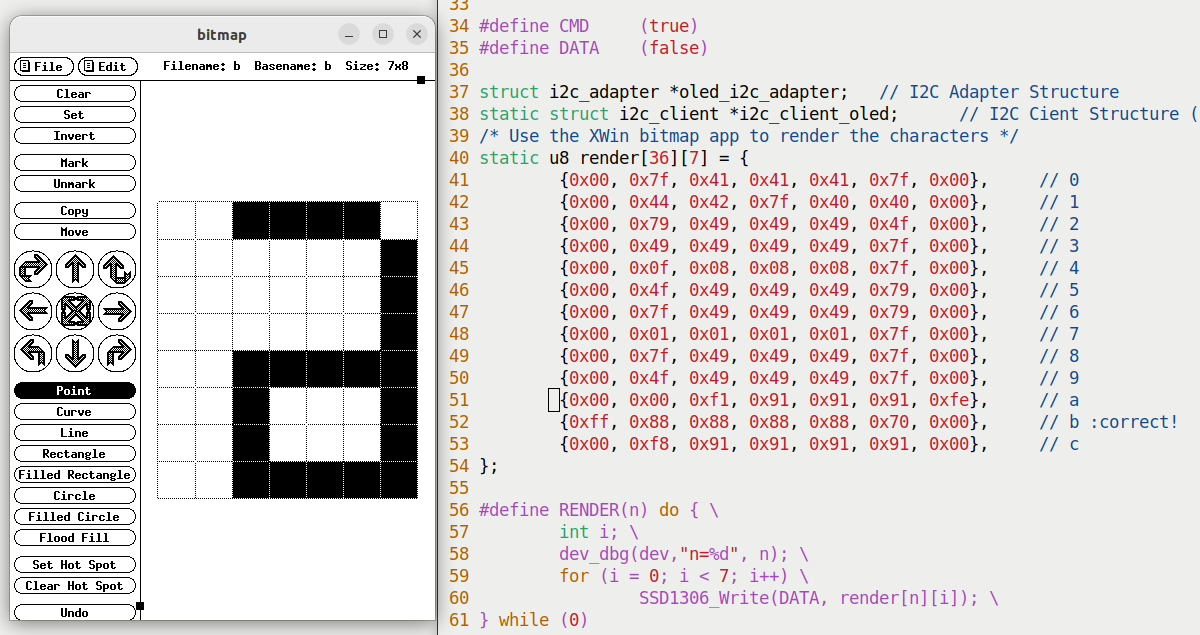 bitmap
File Edit Filename: b Basename: b Size: 7x8
Clear
Set
Invert
Mark
Unmark
Copy
Move
Point
Curve
Line
Rectangle
Filled Rectangle
Circle
Filled Circle
Flood Fill
Set Hot Spot
Clear Hot Spot
Undo
33
34 #define CMD     (true)
35 #define DATA    (false)
36
37 struct i2c_adapter *oled_i2c_adapter;   // I2C Adapter Structure
38 static struct i2c_client *i2c_client_oled;      // I2C Cient Structure (
39 /* Use the XWin bitmap app to render the characters */
40 static u8 render[36][7] = {
41         {0x00, 0x7f, 0x41, 0x41, 0x41, 0x7f, 0x00},     // 0
42         {0x00, 0x44, 0x42, 0x7f, 0x40, 0x40, 0x00},     // 1
43         {0x00, 0x79, 0x49, 0x49, 0x49, 0x4f, 0x00},     // 2
44         {0x00, 0x49, 0x49, 0x49, 0x49, 0x7f, 0x00},     // 3
45         {0x00, 0x0f, 0x08, 0x08, 0x08, 0x7f, 0x00},     // 4
46         {0x00, 0x4f, 0x49, 0x49, 0x49, 0x79, 0x00},     // 5
47         {0x00, 0x7f, 0x49, 0x49, 0x49, 0x79, 0x00},     // 6
48         {0x00, 0x01, 0x01, 0x01, 0x01, 0x7f, 0x00},     // 7
49         {0x00, 0x7f, 0x49, 0x49, 0x49, 0x7f, 0x00},     // 8
50         {0x00, 0x4f, 0x49, 0x49, 0x49, 0x7f, 0x00},     // 9
51         {0x00, 0x00, 0xf1, 0x91, 0x91, 0x91, 0xfe},     // a
52         {0xff, 0x88, 0x88, 0x88, 0x88, 0x70, 0x00},     // b :correct!
53         {0x00, 0xf8, 0x91, 0x91, 0x91, 0x91, 0x00},     // c
54 };
55
56 #define RENDER(n) do { \
57         int i; \
58         dev_dbg(dev,"n=%d", n); \
59         for (i = 0; i < 7; i++) \
60                 SSD1306_Write(DATA, render[n][i]); \
61 } while (0)